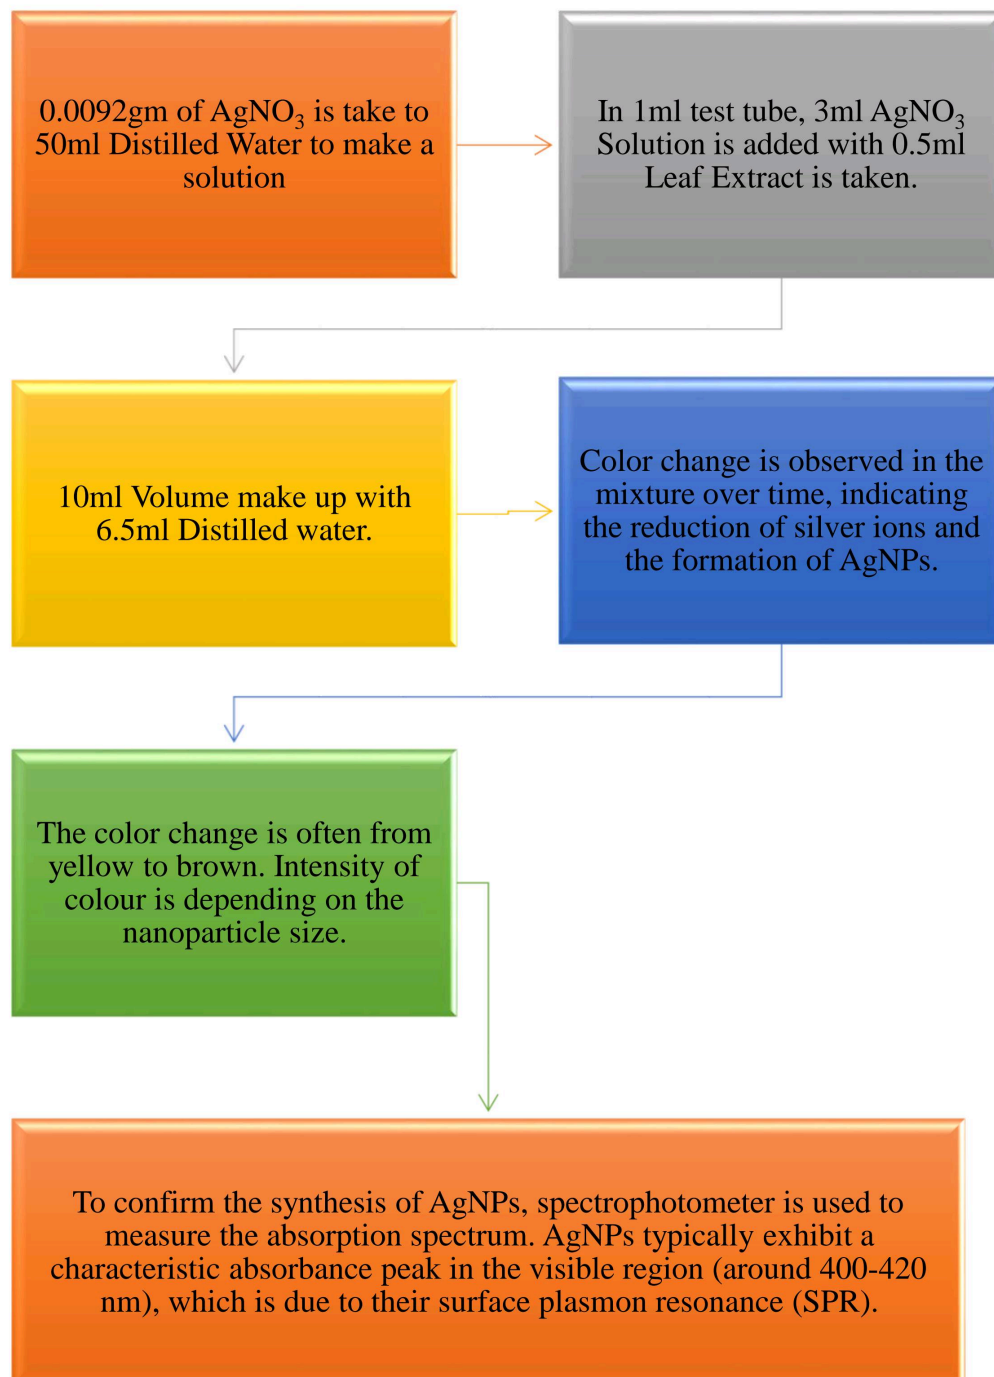 0.0092gm of AgNO₃ is take to
50ml Distilled Water to make a
solution
In 1ml test tube, 3ml AgNO₃
Solution is added with 0.5ml
Leaf Extract is taken.
10ml Volume make up with
6.5ml Distilled water.
Color change is observed in the
mixture over time, indicating
the reduction of silver ions and
the formation of AgNPs.
The color change is often from
yellow to brown. Intensity of
colour is depending on the
nanoparticle size.
To confirm the synthesis of AgNPs, spectrophotometer is used to
measure the absorption spectrum. AgNPs typically exhibit a
characteristic absorbance peak in the visible region (around 400-420
nm), which is due to their surface plasmon resonance (SPR).